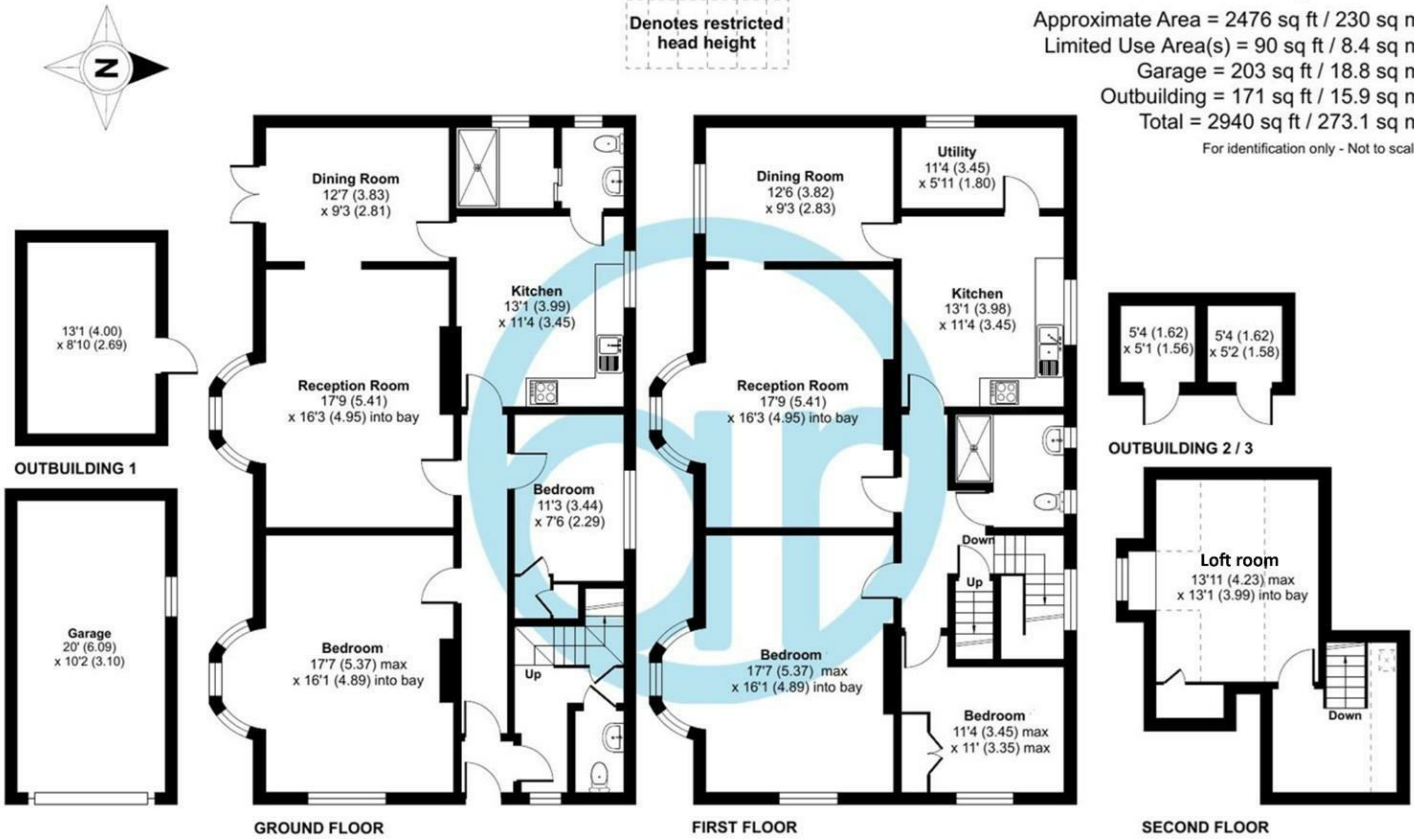 N
Denotes restricted
head height
Approximate Area = 2476 sq ft / 230 sq m
Limited Use Area(s) = 90 sq ft / 8.4 sq m
Garage = 203 sq ft / 18.8 sq m
Outbuilding = 171 sq ft / 15.9 sq m
Total = 2940 sq ft / 273.1 sq m
For identification only - Not to scal
13'1 (4.00)
x 8'10 (2.69)
OUTBUILDING 1
Garage
20' (6.09)
x 10'2 (3.10)
Dining Room
12'7 (3.83)
x 9'3 (2.81)
Kitchen
13'1 (3.99)
x 11'4 (3.45)
Reception Room
17'9 (5.41)
x 16'3 (4.95) into bay
Bedroom
11'3 (3.44)
x 7'6 (2.29)
Bedroom
17'7 (5.37) max
x 16'1 (4.89) into bay
Up
GROUND FLOOR
Dining Room
12'6 (3.82)
x 9'3 (2.83)
Utility
11'4 (3.45)
x 5'11 (1.80)
Kitchen
13'1 (3.98)
x 11'4 (3.45)
Reception Room
17'9 (5.41)
x 16'3 (4.95) into bay
Down
Up
Bedroom
17'7 (5.37) max
x 16'1 (4.89) into bay
Bedroom
11'4 (3.45) max
x 11' (3.35) max
FIRST FLOOR
5'4 (1.62)
x 5'1 (1.56)
5'4 (1.62)
x 5'2 (1.58)
OUTBUILDING 2 / 3
Loft room
13'11 (4.23) max
x 13'1 (3.99) into bay
Down
SECOND FLOOR